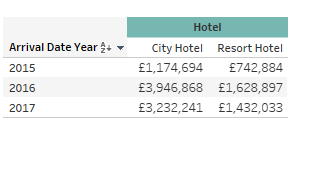 Hotel
Arrival Date Year City Hotel Resort Hotel
2015 £1,174,694 £742,884
2016 £3,946,868 £1,628,897
2017 £3,232,241 £1,432,033